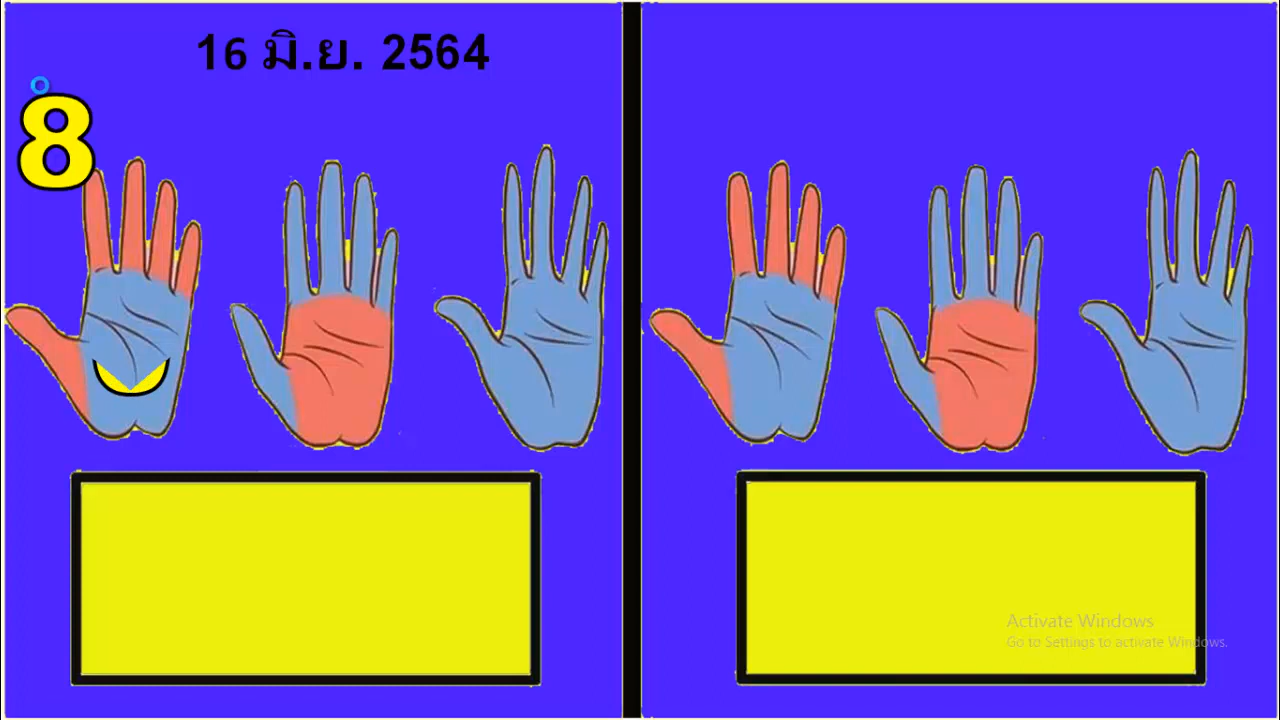 16 มิ.ย. 2564
8
Activate Windows
Go to Settings to activate Windows.